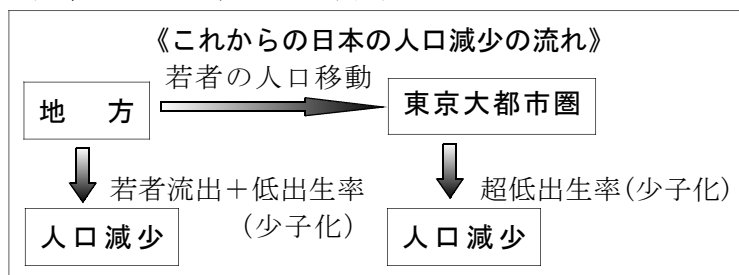 《これからの日本の人口減少の流れ》
若者の人口移動
地　方
東京大都市圏
若者流出＋低出生率
（少子化）
超低出生率（少子化）
人口減少
人口減少